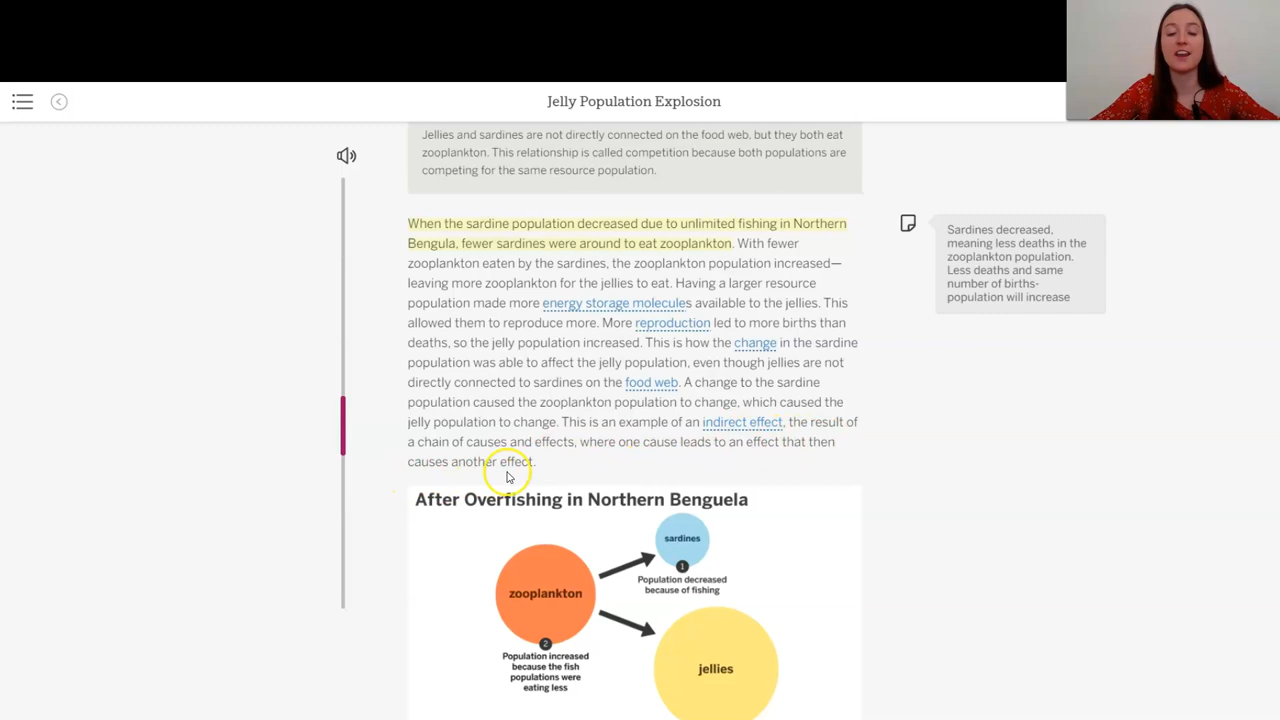 Jelly Population Explosion
Jellies and sardines are not directly connected on the food web, but they both eat
zooplankton. This relationship is called competition because both populations are
competing for the same resource population.
When the sardine population decreased due to unlimited fishing in Northern
Bengula, fewer sardines were around to eat zooplankton. With fewer
zooplankton eaten by the sardines, the zooplankton population increased—
leaving more zooplankton for the jellies to eat. Having a larger resource
population made more energy storage molecules available to the jellies. This
allowed them to reproduce more. More reproduction led to more births than
deaths, so the jelly population increased. This is how the change in the sardine
population was able to affect the jelly population, even though jellies are not
directly connected to sardines on the food web. A change to the sardine
population caused the zooplankton population to change, which caused the
jelly population to change. This is an example of an indirect effect, the result of
a chain of causes and effects, where one cause leads to an effect that then
causes another effect.
Sardines decreased,
meaning less deaths in the
zooplankton population.
Less deaths and same
number of births-
population will increase
After Overfishing in Northern Benguela
sardines
1
Population decreased
because of fishing
zooplankton
2
Population increased
because the fish
populations were
eating less
jellies